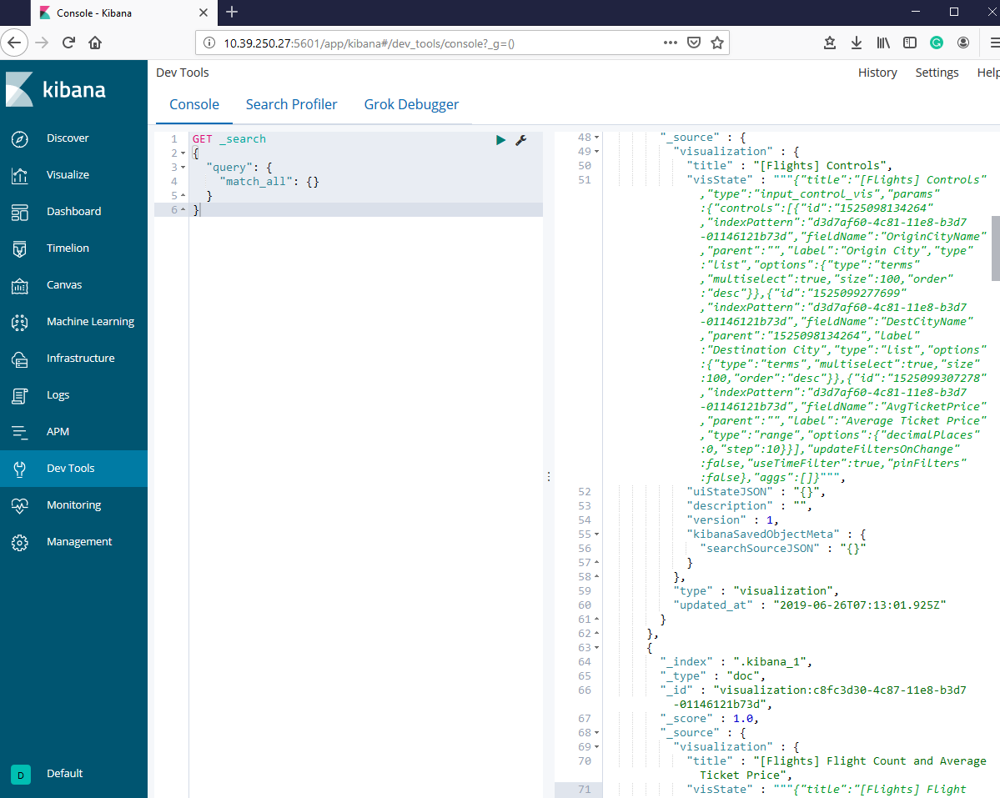 Console - Kibana
10.39.250.27:5601/app/kibana#/dev_tools/console?_g=()
kibana
Discover
Visualize
Dashboard
Timelion
Canvas
Machine Learning
Infrastructure
Logs
APM
Dev Tools
Monitoring
Management
D Default
Dev Tools
History Settings Help
Console Search Profiler Grok Debugger
1 GET _search
2 {
3 "query": {
4 "match_all": {}
5 }
6 }
48 "_source" : {
49 "visualization" : {
50 "title" : "[Flights] Controls",
51 "visState" : """{"title":"[Flights] Controls"
,"type":"input_control_vis","params"
:{"controls":[{"id":"1525098134264"
,"indexPattern":"d3d7af60-4c81-11e8-b3d7
-01146121b73d","fieldName":"OriginCityName"
,"parent":"","label":"Origin City","type"
:"list","options":{"type":"terms"
,"multiselect":true,"size":100,"order"
:"desc"}},{"id":"1525099277699"
,"indexPattern":"d3d7af60-4c81-11e8-b3d7
-01146121b73d","fieldName":"DestCityName"
,"parent":"1525098134264","label"
:"Destination City","type":"list","options"
:{"type":"terms","multiselect":true,"size"
:100,"order":"desc"}},{"id":"1525099307278"
,"indexPattern":"d3d7af60-4c81-11e8-b3d7
-01146121b73d","fieldName":"AvgTicketPrice"
,"parent":"","label":"Average Ticket Price"
,"type":"range","options":{"decimalPlaces"
:0,"step":10}}],"updateFiltersOnChange"
:false,"useTimeFilter":true,"pinFilters"
:false},"aggs":[]}""",
52 "uiStateJSON" : "{}",
53 "description" : "",
54 "version" : 1,
55 "kibanaSavedObjectMeta" : {
56 "searchSourceJSON" : "{}"
57 }
58 },
59 "type" : "visualization",
60 "updated_at" : "2019-06-26T07:13:01.925Z"
61 }
62 },
63 {
64 "_index" : ".kibana_1",
65 "_type" : "doc",
66 "_id" : "visualization:c8fc3d30-4c87-11e8-b3d7
-01146121b73d",
67 "_score" : 1.0,
68 "_source" : {
69 "visualization" : {
70 "title" : "[Flights] Flight Count and Average
Ticket Price",
71 "visState" : """{"title":"[Flights] Flight